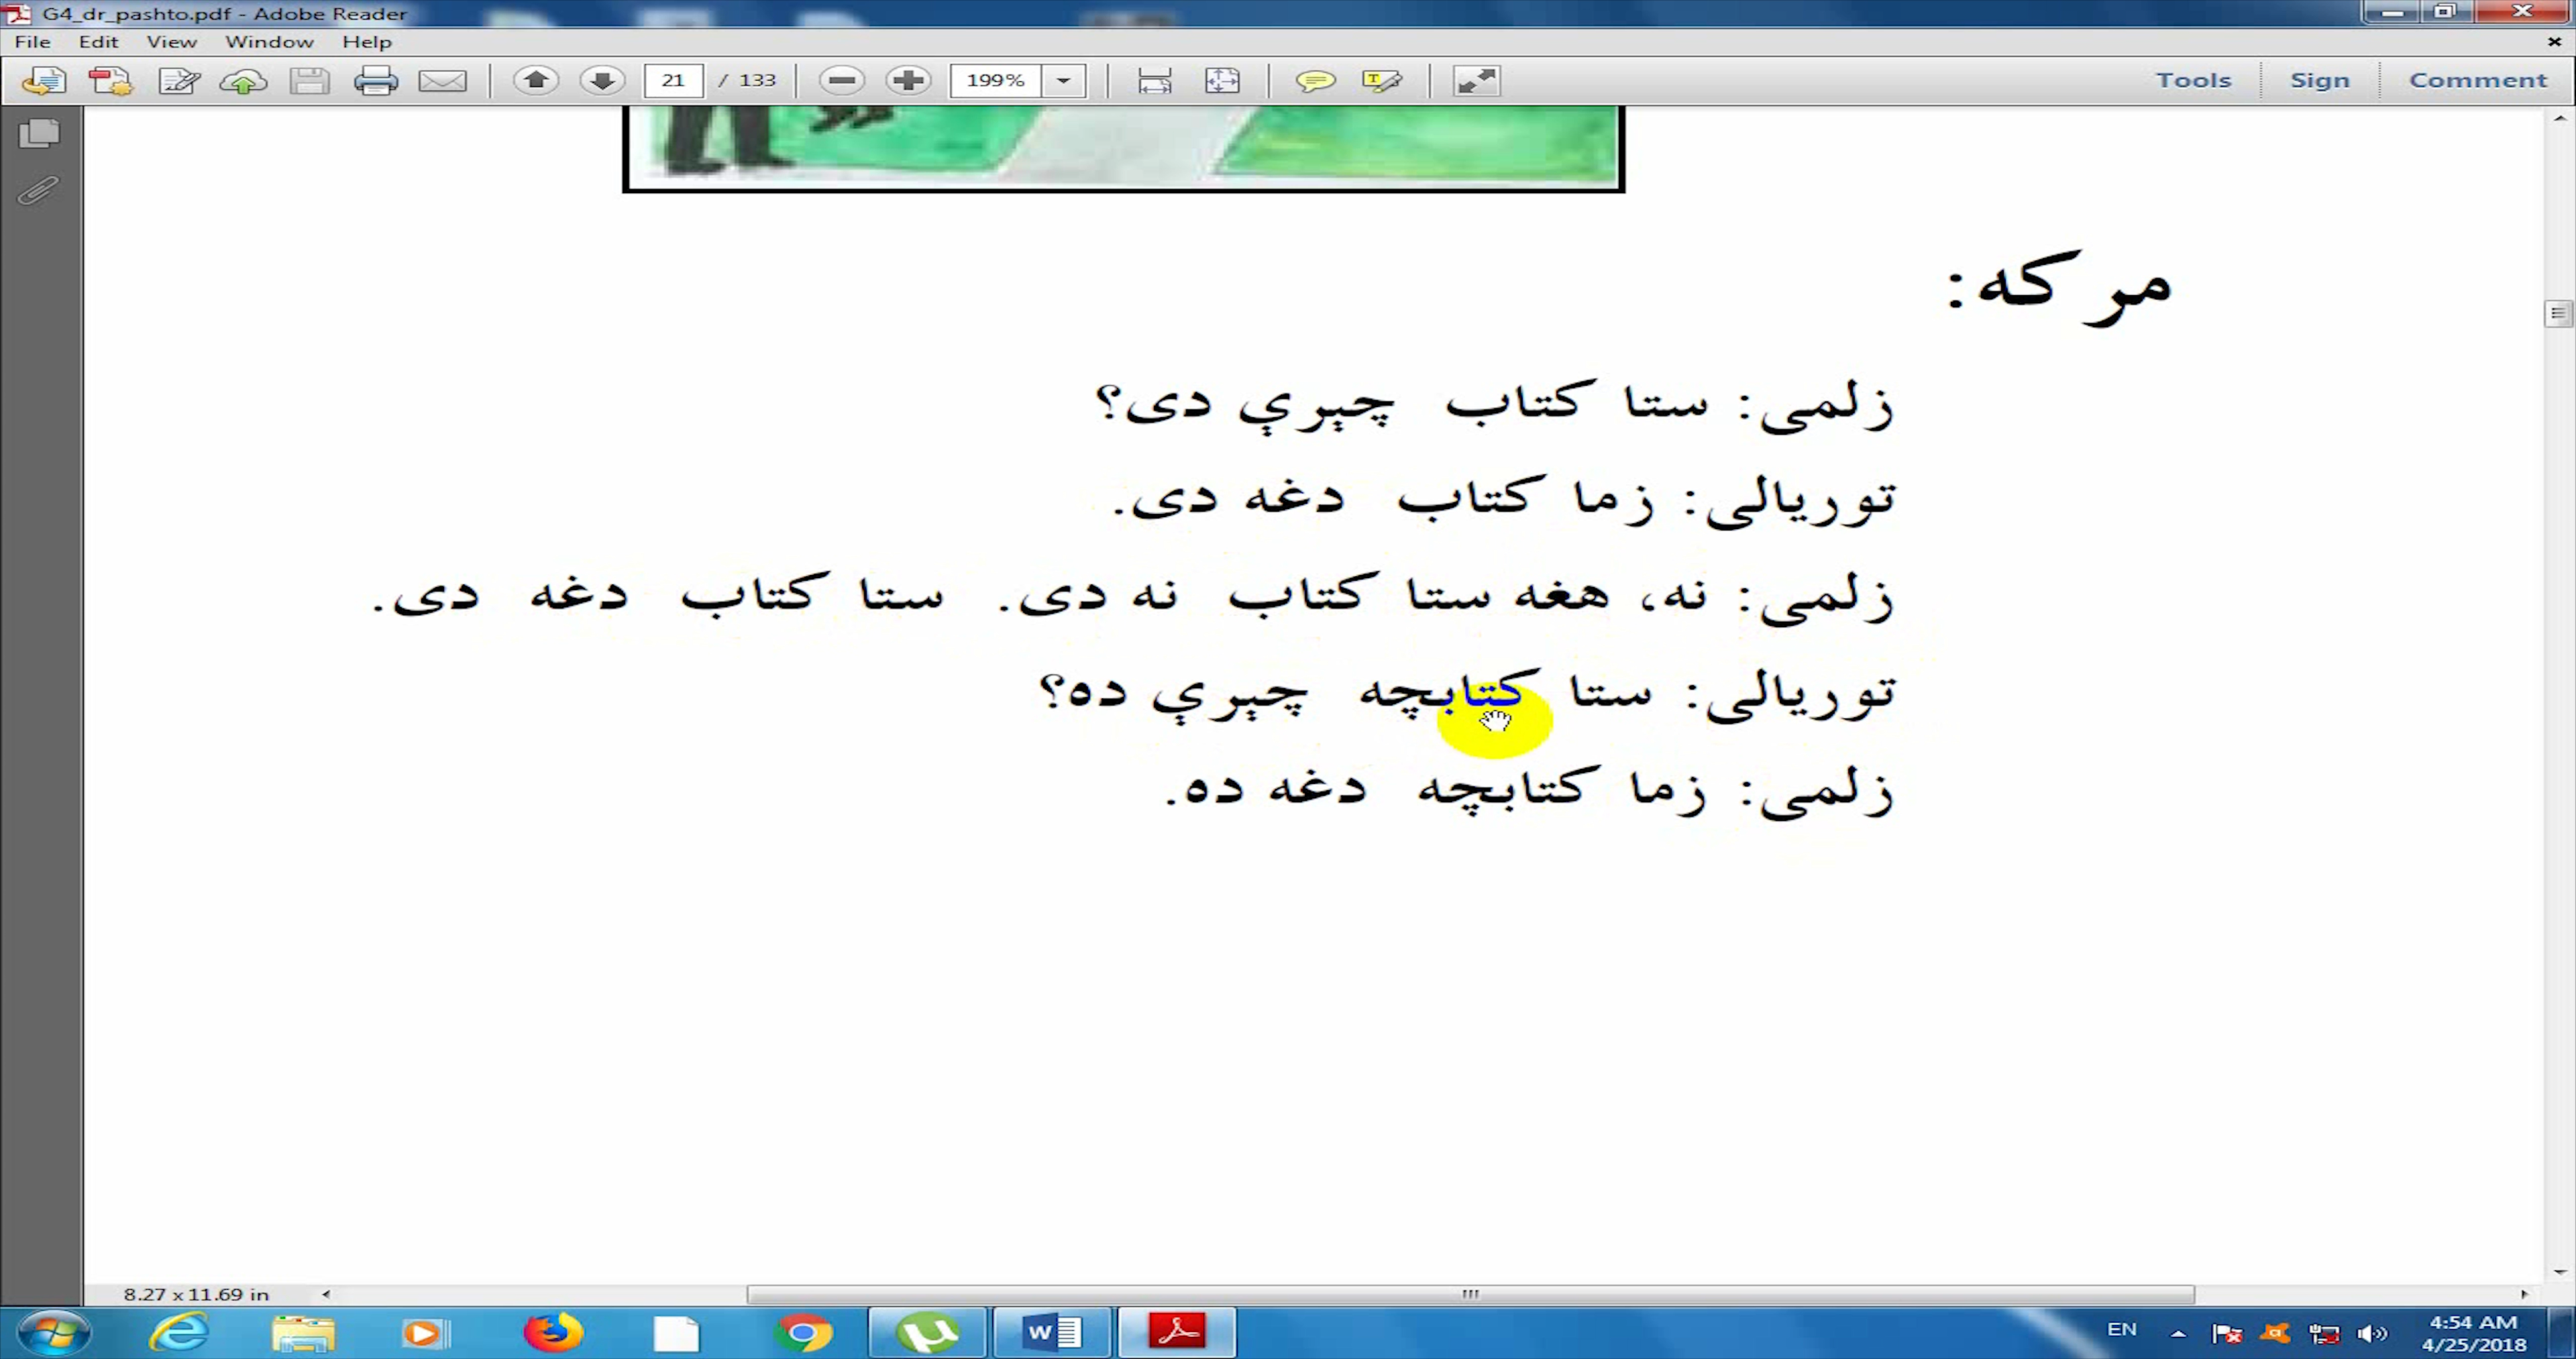 G4_dr_pashto.pdf - Adobe Reader
File Edit View Window Help
21 / 133 199% Tools Sign Comment
مرکه:
زلمی: ستا کتاب چېرې دی؟
توریالی: زما کتاب دغه دی.
زلمی: نه، هغه ستا کتاب نه دی. ستا کتاب دغه دی.
توریالی: ستا کتابچه چېرې ده؟
زلمی: زما کتابچه دغه ده.
8.27 x 11.69 in
EN 4:54 AM
4/25/2018